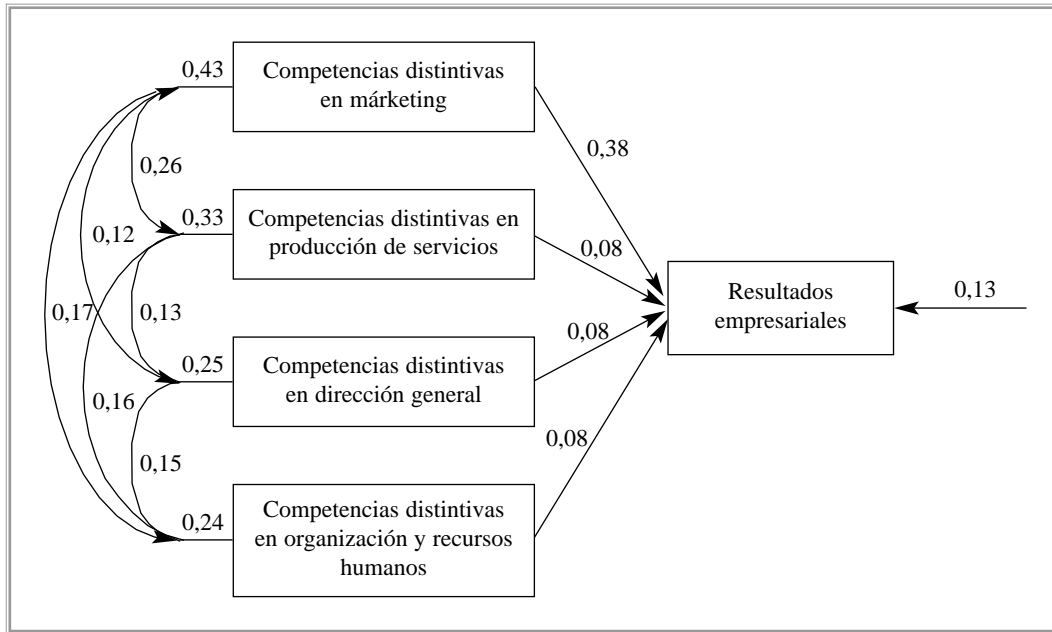 0,43
Competencias distintivas
en márketing
0,38
0,26
0,33
Competencias distintivas en
producción de servicios
0,12
0,08
Resultados
empresariales
0,13
0,17
0,13
0,08
0,25
Competencias distintivas
en dirección general
0,16
0,08
0,15
0,24
Competencias distintivas
en organización y recursos
humanos